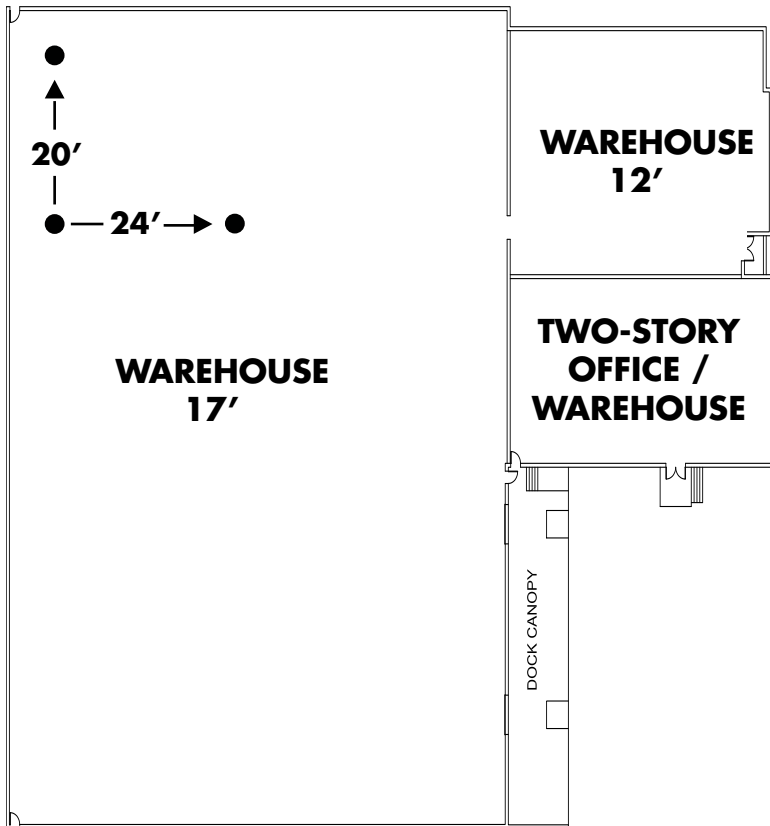 20′
24′
WAREHOUSE
12′
WAREHOUSE
17′
TWO-STORY
OFFICE /
WAREHOUSE
DOCK CANOPY